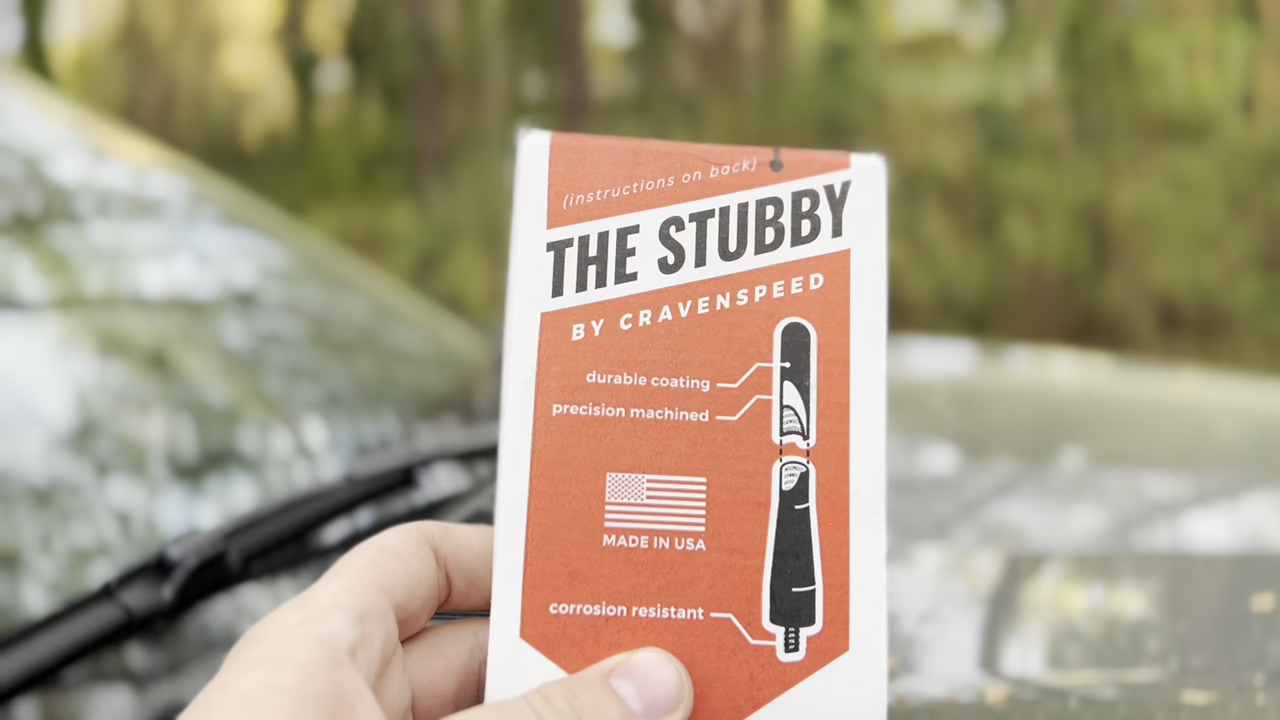 (instructions on back)
THE STUBBY
BY CRAVENSPEED
durable coating
precision machined
MADE IN USA
corrosion resistant